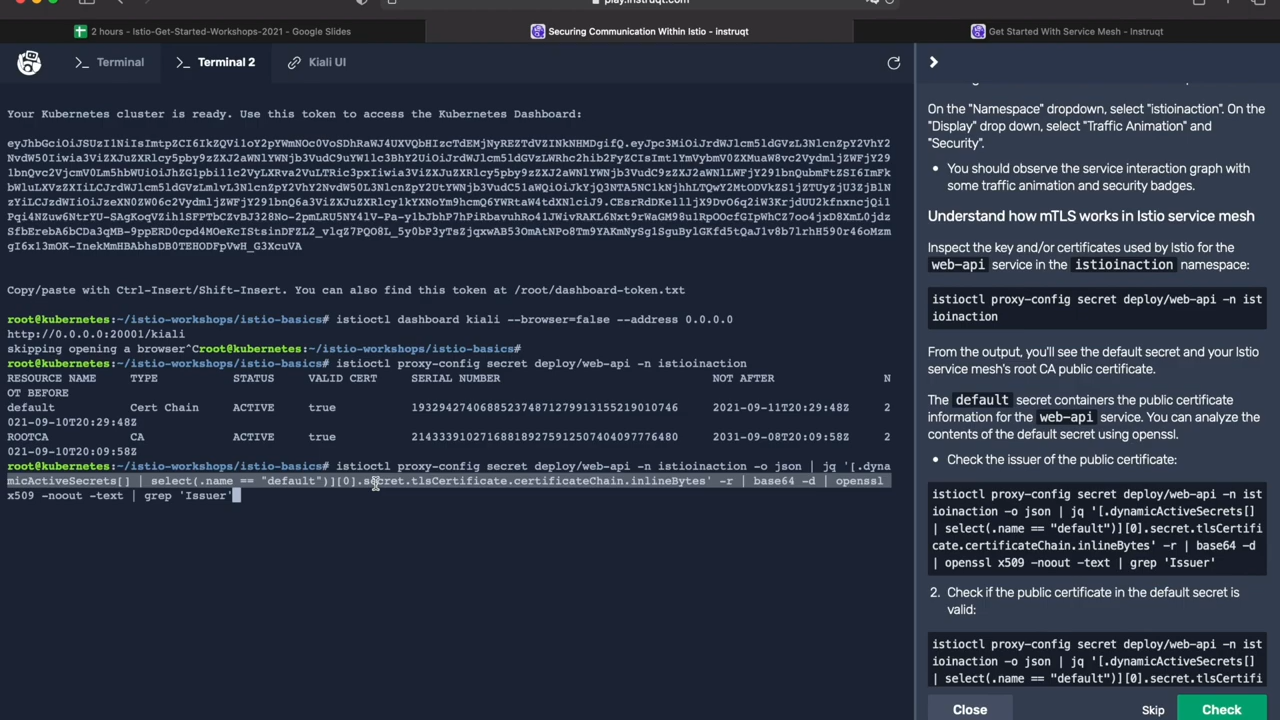 play.instruqt.com
2 hours - Istio-Get-Started-Workshops-2021 - Google Slides
Securing Communication Within Istio - instruqt
Get Started With Service Mesh - Instruqt
>_ Terminal
>_ Terminal 2
Kiali UI
Your Kubernetes cluster is ready. Use this token to access the Kubernetes Dashboard:
Copy/paste with Ctrl-Insert/Shift-Insert. You can also find this token at /root/dashboard-token.txt
root@kubernetes:~/istio-workshops/istio-basics# istioctl dashboard kiali --browser=false --address 0.0.0.0
http://0.0.0.0:20001/kiali
skipping opening a browser^Croot@kubernetes:~/istio-workshops/istio-basics#
root@kubernetes:~/istio-workshops/istio-basics# istioctl proxy-config secret deploy/web-api -n istioinaction
RESOURCE NAME TYPE STATUS VALID CERT SERIAL NUMBER NOT AFTER N
OT BEFORE
default Cert Chain ACTIVE true 193294274068852374871279913155219010746 2021-09-11T20:29:48Z 2
021-09-10T20:29:48Z
ROOTCA CA ACTIVE true 214333910271688189275912507404097776480 2031-09-08T20:09:58Z 2
021-09-10T20:09:58Z
root@kubernetes:~/istio-workshops/istio-basics# istioctl proxy-config secret deploy/web-api -n istioinaction -o json | jq '[.dyna
micActiveSecrets[] | select(.name == "default")][0].secret.tlsCertificate.certificateChain.inlineBytes' -r | base64 -d | openssl
x509 -noout -text | grep 'Issuer'
On the "Namespace" dropdown, select "istioinaction". On the
"Display" drop down, select "Traffic Animation" and
"Security".
• You should observe the service interaction graph with
some traffic animation and security badges.
Understand how mTLS works in Istio service mesh
Inspect the key and/or certificates used by Istio for the
web-api service in the istioinaction namespace:
istioctl proxy-config secret deploy/web-api -n ist
ioinaction
From the output, you'll see the default secret and your Istio
service mesh's root CA public certificate.
The default secret containers the public certificate
information for the web-api service. You can analyze the
contents of the default secret using openssl.
• Check the issuer of the public certificate:
istioctl proxy-config secret deploy/web-api -n ist
ioinaction -o json | jq '[.dynamicActiveSecrets[]
| select(.name == "default")][0].secret.tlsCertifi
cate.certificateChain.inlineBytes' -r | base64 -d
| openssl x509 -noout -text | grep 'Issuer'
2. Check if the public certificate in the default secret is
valid:
istioctl proxy-config secret deploy/web-api -n ist
ioinaction -o json | jq '[.dynamicActiveSecrets[]
| select(.name == "default")][0].secret.tlsCertifi
Close
Skip
Check